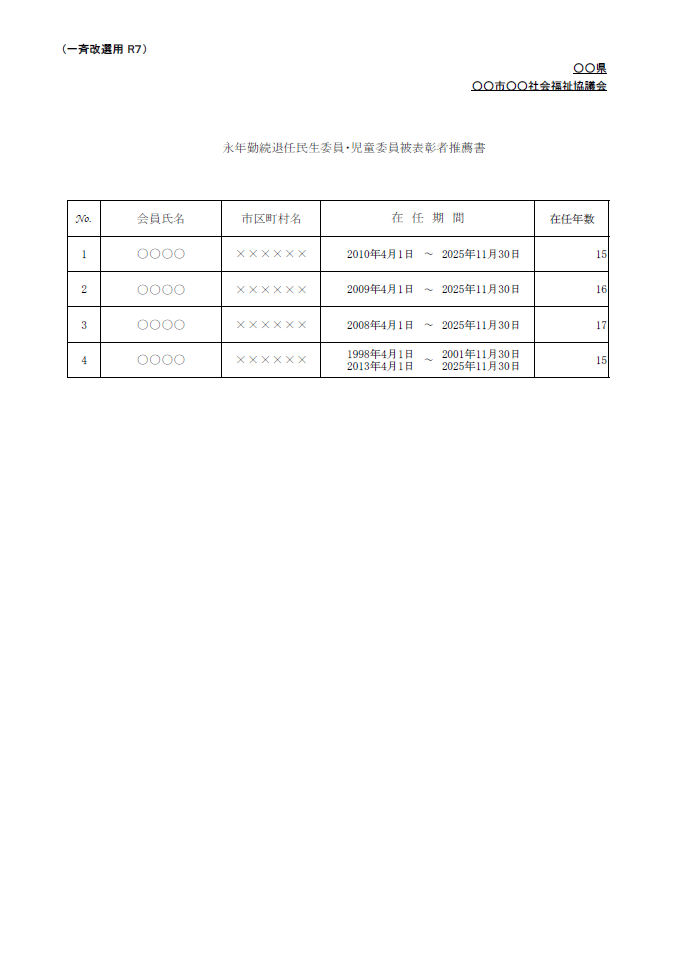 （一斉改選用 R7）
〇〇県
〇〇市〇〇社会福祉協議会
永年勤続退任民生委員・児童委員被表彰者推薦書
No. 会員氏名 市区町村名 在 任 期 間 在任年数
1 〇〇〇〇 ×××××× 2010年4月1日 ～ 2025年11月30日 15
2 〇〇〇〇 ×××××× 2009年4月1日 ～ 2025年11月30日 16
3 〇〇〇〇 ×××××× 2008年4月1日 ～ 2025年11月30日 17
4 〇〇〇〇 ×××××× 1998年4月1日 ～ 2001年11月30日 15
2013年4月1日 2025年11月30日